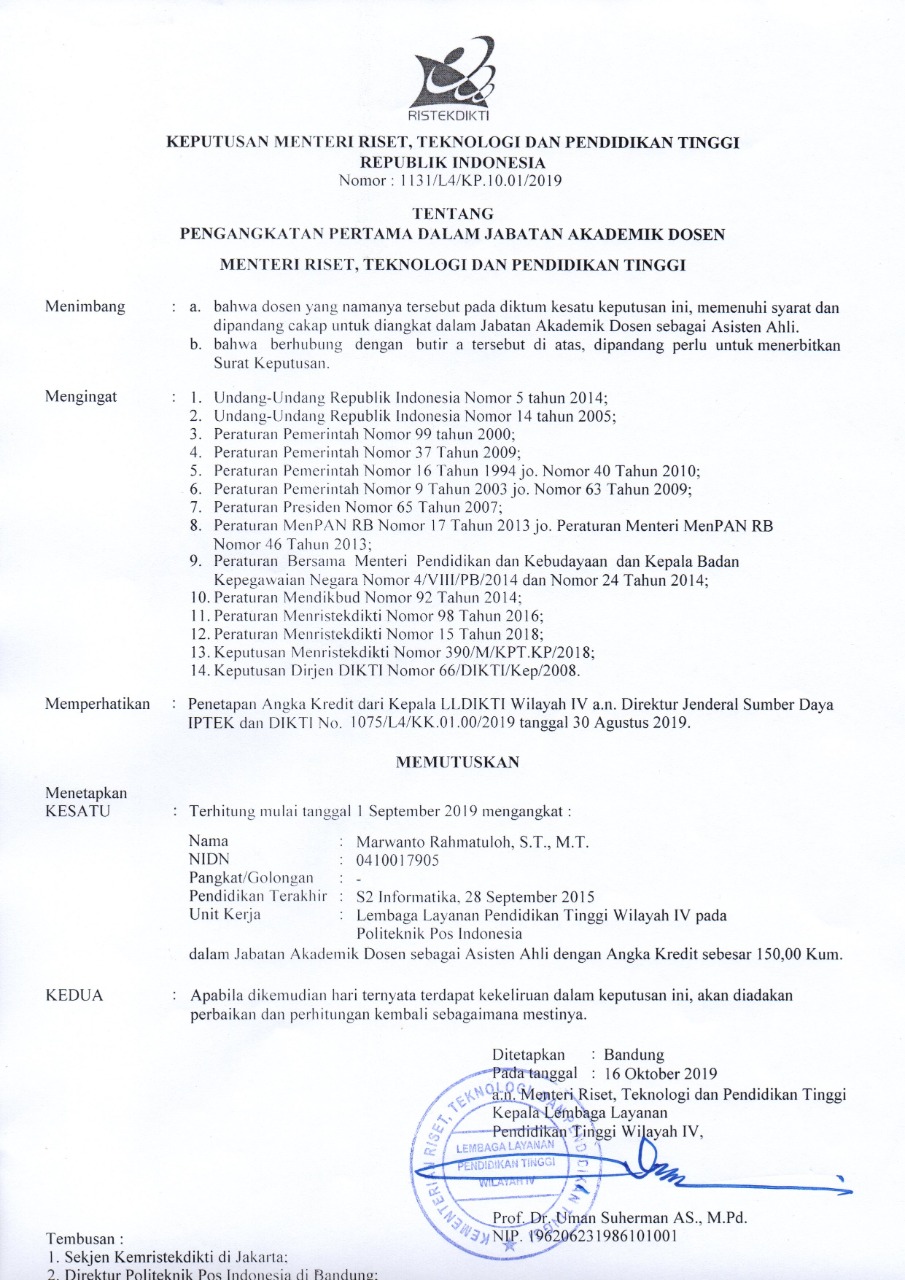 RISTEKDIKTI
KEPUTUSAN MENTERI RISET, TEKNOLOGI DAN PENDIDIKAN TINGGI
REPUBLIK INDONESIA
Nomor : 1131/L4/KP.10.01/2019
TENTANG
PENGANGKATAN PERTAMA DALAM JABATAN AKADEMIK DOSEN
MENTERI RISET, TEKNOLOGI DAN PENDIDIKAN TINGGI
Menimbang : a. bahwa dosen yang namanya tersebut pada diktum kesatu keputusan ini, memenuhi syarat dan
dipandang cakap untuk diangkat dalam Jabatan Akademik Dosen sebagai Asisten Ahli.
b. bahwa berhubung dengan butir a tersebut di atas, dipandang perlu untuk menerbitkan
Surat Keputusan.
Mengingat : 1. Undang-Undang Republik Indonesia Nomor 5 tahun 2014;
2. Undang-Undang Republik Indonesia Nomor 14 tahun 2005;
3. Peraturan Pemerintah Nomor 99 tahun 2000;
4. Peraturan Pemerintah Nomor 37 Tahun 2009;
5. Peraturan Pemerintah Nomor 16 Tahun 1994 jo. Nomor 40 Tahun 2010;
6. Peraturan Pemerintah Nomor 9 Tahun 2003 jo. Nomor 63 Tahun 2009;
7. Peraturan Presiden Nomor 65 Tahun 2007;
8. Peraturan MenPAN RB Nomor 17 Tahun 2013 jo. Peraturan Menteri MenPAN RB
Nomor 46 Tahun 2013;
9. Peraturan Bersama Menteri Pendidikan dan Kebudayaan dan Kepala Badan
Kepegawaian Negara Nomor 4/VIII/PB/2014 dan Nomor 24 Tahun 2014;
10. Peraturan Mendikbud Nomor 92 Tahun 2014;
11. Peraturan Menristekdikti Nomor 98 Tahun 2016;
12. Peraturan Menristekdikti Nomor 15 Tahun 2018;
13. Keputusan Menristekdikti Nomor 390/M/KPT.KP/2018;
14. Keputusan Dirjen DIKTI Nomor 66/DIKTI/Kep/2008.
Memperhatikan : Penetapan Angka Kredit dari Kepala LLDIKTI Wilayah IV a.n. Direktur Jenderal Sumber Daya
IPTEK dan DIKTI No. 1075/L4/KK.01.00/2019 tanggal 30 Agustus 2019.
MEMUTUSKAN
Menetapkan
KESATU : Terhitung mulai tanggal 1 September 2019 mengangkat :
Nama : Marwanto Rahmatuloh, S.T., M.T.
NIDN : 0410017905
Pangkat/Golongan : -
Pendidikan Terakhir : S2 Informatika, 28 September 2015
Unit Kerja : Lembaga Layanan Pendidikan Tinggi Wilayah IV pada
Politeknik Pos Indonesia
dalam Jabatan Akademik Dosen sebagai Asisten Ahli dengan Angka Kredit sebesar 150,00 Kum.
KEDUA : Apabila dikemudian hari ternyata terdapat kekeliruan dalam keputusan ini, akan diadakan
perbaikan dan perhitungan kembali sebagaimana mestinya.
Ditetapkan : Bandung
Pada tanggal : 16 Oktober 2019
a.n. Menteri Riset, Teknologi dan Pendidikan Tinggi
Kepala Lembaga Layanan
Pendidikan Tinggi Wilayah IV,
KEMENTERIAN RISET, TEKNOLOGI DAN PENDIDIKAN TINGGI
LEMBAGA LAYANAN
PENDIDIKAN TINGGI
WILAYAH IV
Prof. Dr. Uman Suherman AS., M.Pd.
NIP. 196206231986101001
Tembusan :
1. Sekjen Kemristekdikti di Jakarta;
2. Direktur Politeknik Pos Indonesia di Bandung;